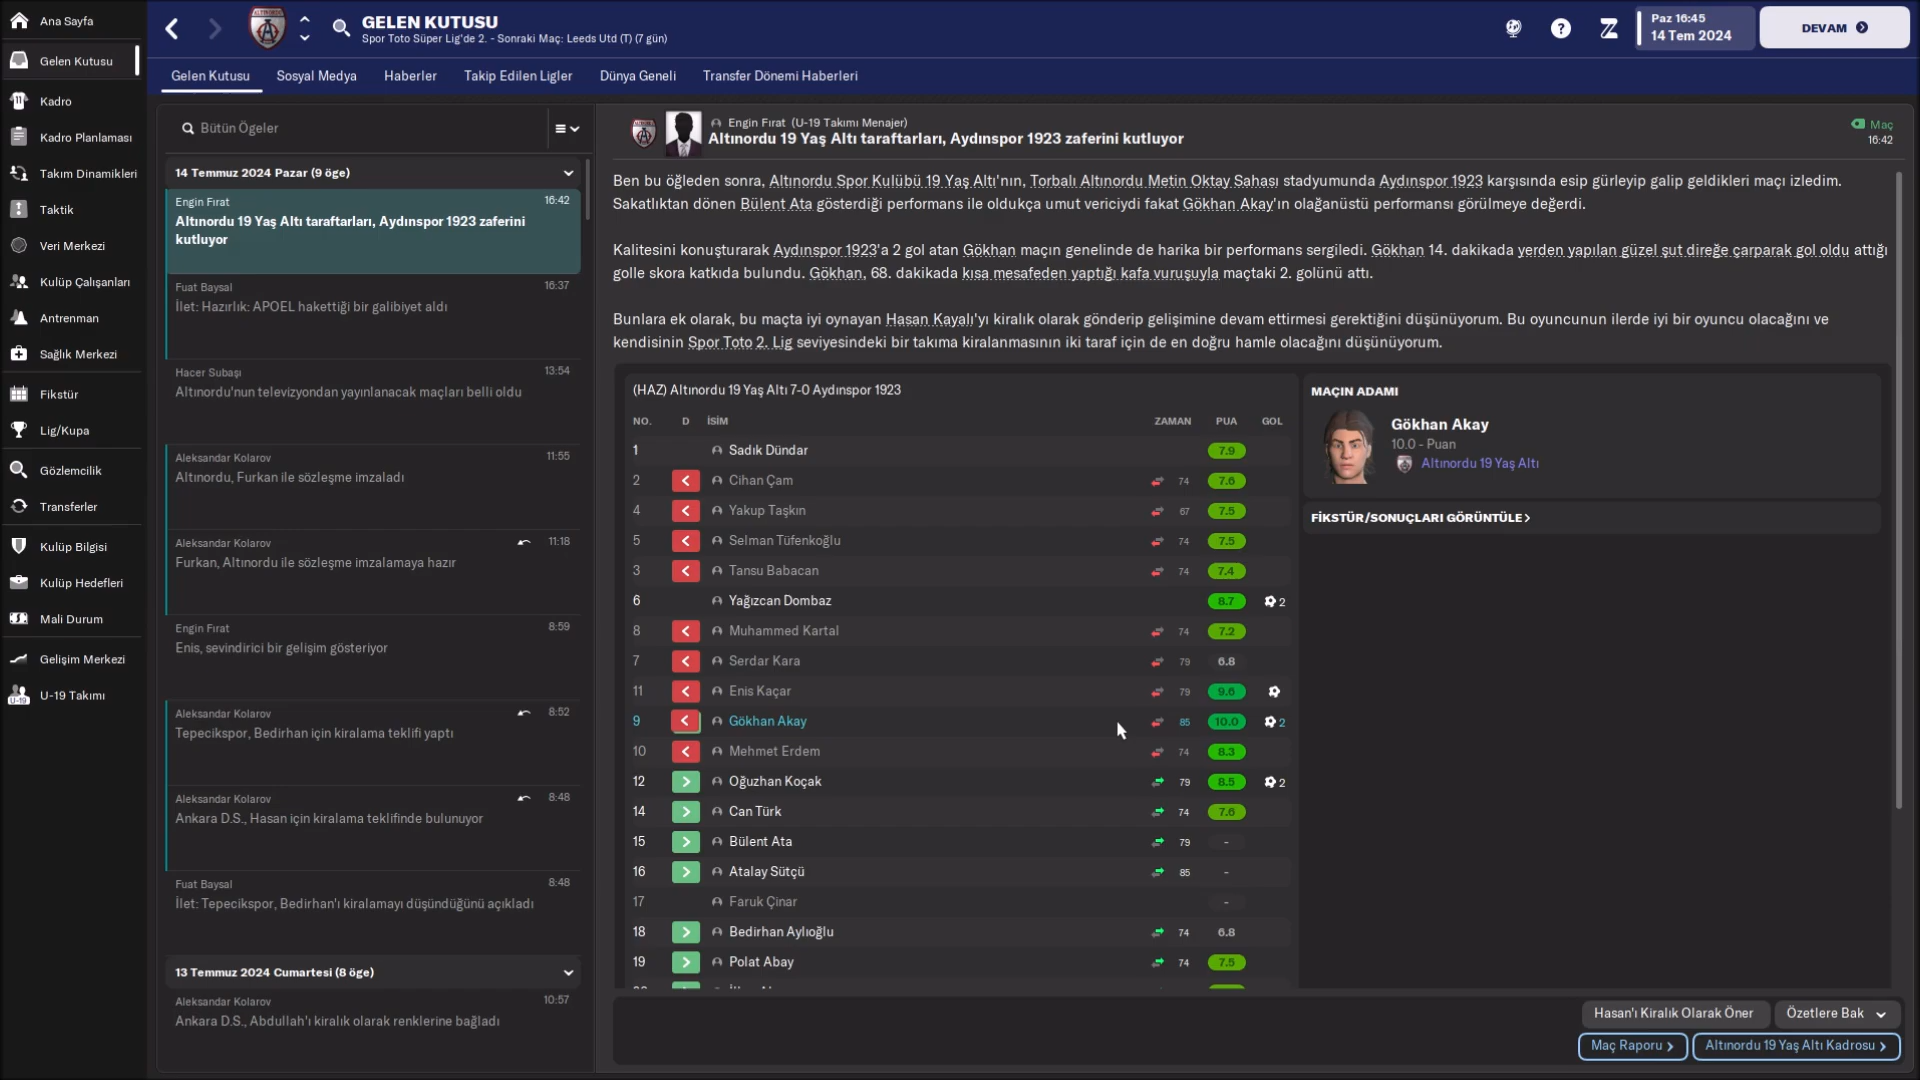 Ana Sayfa
Gelen Kutusu
Kadro
Kadro Planlaması
Takım Dinamikleri
Taktik
Veri Merkezi
Kulüp Çalışanları
Antrenman
Sağlık Merkezi
Fikstür
Lig/Kupa
Gözlemcilik
Transferler
Kulüp Bilgisi
Kulüp Hedefleri
Mali Durum
Gelişim Merkezi
U-19 Takımı
GELEN KUTUSU
Spor Toto Süper Lig'de 2. - Sonraki Maç: Leeds Utd (T) (7 gün)
Paz 16:45
14 Tem 2024
DEVAM
Gelen Kutusu Sosyal Medya Haberler Takip Edilen Ligler Dünya Geneli Transfer Dönemi Haberleri
Bütün Ögeler
14 Temmuz 2024 Pazar (9 öge)
Engin Fırat 16:42
Altınordu 19 Yaş Altı taraftarları, Aydınspor 1923 zaferini
kutluyor
Fuat Baysal 16:37
İlet: Hazırlık: APOEL hakettiği bir galibiyet aldı
Hacer Subaşı 13:54
Altınordu'nun televizyondan yayınlanacak maçları belli oldu
Aleksandar Kolarov 11:55
Altınordu, Furkan ile sözleşme imzaladı
Aleksandar Kolarov 11:18
Furkan, Altınordu ile sözleşme imzalamaya hazır
Engin Fırat 8:59
Enis, sevindirici bir gelişim gösteriyor
Aleksandar Kolarov 8:52
Tepecikspor, Bedirhan için kiralama teklifi yaptı
Aleksandar Kolarov 8:48
Ankara D.S., Hasan için kiralama teklifinde bulunuyor
Fuat Baysal 8:48
İlet: Tepecikspor, Bedirhan'ı kiralamayı düşündüğünü açıkladı
13 Temmuz 2024 Cumartesi (8 öge)
Aleksandar Kolarov 10:57
Ankara D.S., Abdullah'ı kiralık olarak renklerine bağladı
Engin Fırat (U-19 Takımı Menajer)
Altınordu 19 Yaş Altı taraftarları, Aydınspor 1923 zaferini kutluyor
Maç
16:42
Ben bu öğleden sonra, Altınordu Spor Kulübü 19 Yaş Altı'nın, Torbalı Altınordu Metin Oktay Sahası stadyumunda Aydınspor 1923 karşısında esip gürleyip galip geldikleri maçı izledim.
Sakatlıktan dönen Bülent Ata gösterdiği performans ile oldukça umut vericiydi fakat Gökhan Akay'ın olağanüstü performansı görülmeye değerdi.
Kalitesini konuşturarak Aydınspor 1923'a 2 gol atan Gökhan maçın genelinde de harika bir performans sergiledi. Gökhan 14. dakikada yerden yapılan güzel şut direğe çarparak gol oldu attığı
golle skora katkıda bulundu. Gökhan, 68. dakikada kısa mesafeden yaptığı kafa vuruşuyla maçtaki 2. golünü attı.
Bunlara ek olarak, bu maçta iyi oynayan Hasan Kayalı'yı kiralık olarak gönderip gelişimine devam ettirmesi gerektiğini düşünüyorum. Bu oyuncunun ilerde iyi bir oyuncu olacağını ve
kendisinin Spor Toto 2. Lig seviyesindeki bir takıma kiralanmasının iki taraf için de en doğru hamle olacağını düşünüyorum.
(HAZ) Altınordu 19 Yaş Altı 7-0 Aydınspor 1923
NO. D İSİM ZAMAN PUA GOL
1 Sadık Dündar 7.9
2 Cihan Çam 74 7.6
4 Yakup Taşkın 67 7.5
5 Selman Tüfenkoğlu 74 7.5
3 Tansu Babacan 74 7.4
6 Yağızcan Dombaz 8.7 2
8 Muhammed Kartal 74 7.2
7 Serdar Kara 79 6.8
11 Enis Kaçar 79 9.6
9 Gökhan Akay 85 10.0 2
10 Mehmet Erdem 74 8.3
12 Oğuzhan Koçak 79 8.5 2
14 Can Türk 74 7.6
15 Bülent Ata 79 -
16 Atalay Sütçü 85 -
17 Faruk Çinar -
18 Bedirhan Aylıoğlu 74 6.8
19 Polat Abay 74 7.5
MAÇIN ADAMI
Gökhan Akay
10.0 - Puan
Altınordu 19 Yaş Altı
FİKSTÜR/SONUÇLARI GÖRÜNTÜLE
Hasan'ı Kiralık Olarak Öner
Özetlere Bak
Maç Raporu
Altınordu 19 Yaş Altı Kadrosu